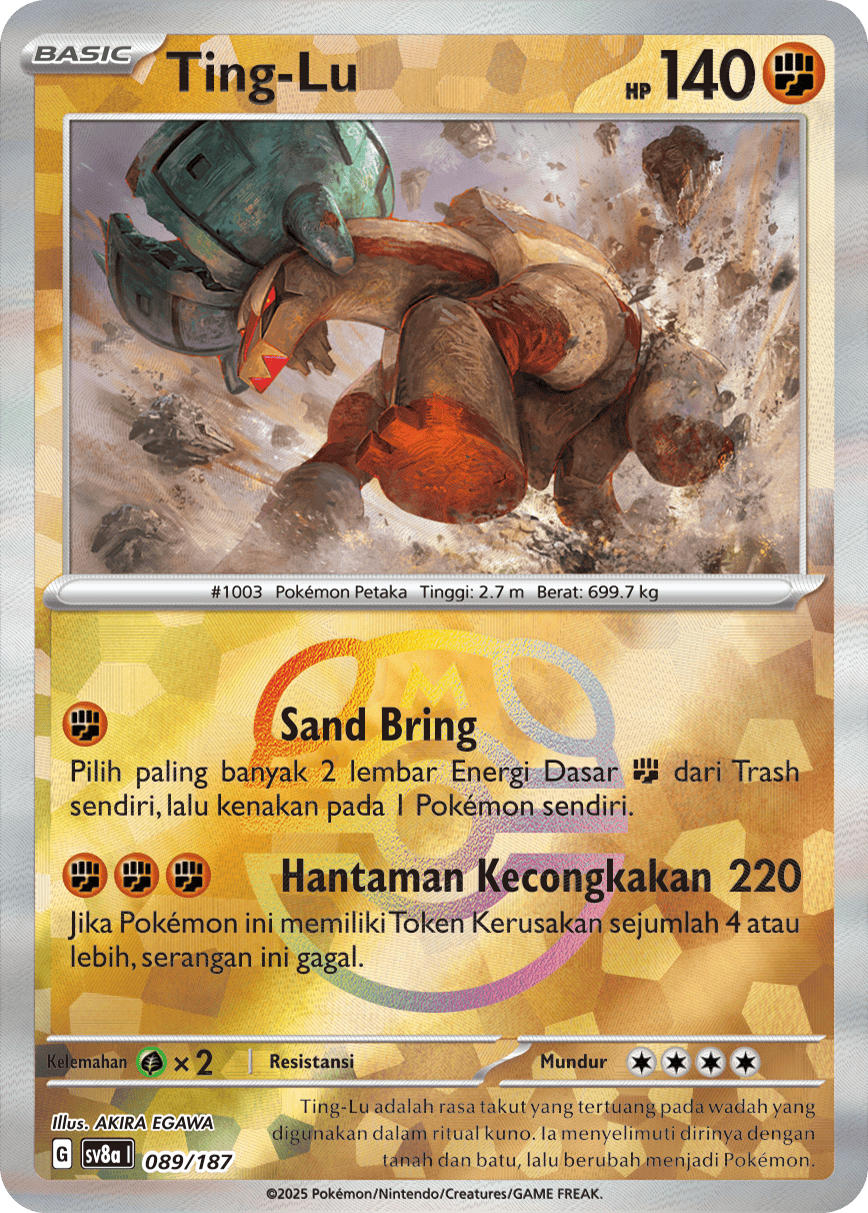 BASIC Ting-Lu HP 140
#1003 Pokémon Petaka Tinggi: 2.7 m Berat: 699.7 kg
M
Sand Bring
Pilih paling banyak 2 lembar Energi Dasar dari Trash
sendiri, lalu kenakan pada 1 Pokémon sendiri.
Hantaman Kecongkakan 220
Jika Pokémon ini memiliki Token Kerusakan sejumlah 4 atau
lebih, serangan ini gagal.
Kelemahan ×2 Resistansi Mundur
Illus. AKIRA EGAWA
G sv8a I 089/187
Ting-Lu adalah rasa takut yang tertuang pada wadah yang
digunakan dalam ritual kuno. Ia menyelimuti dirinya dengan
tanah dan batu, lalu berubah menjadi Pokémon.
©2025 Pokémon/Nintendo/Creatures/GAME FREAK.